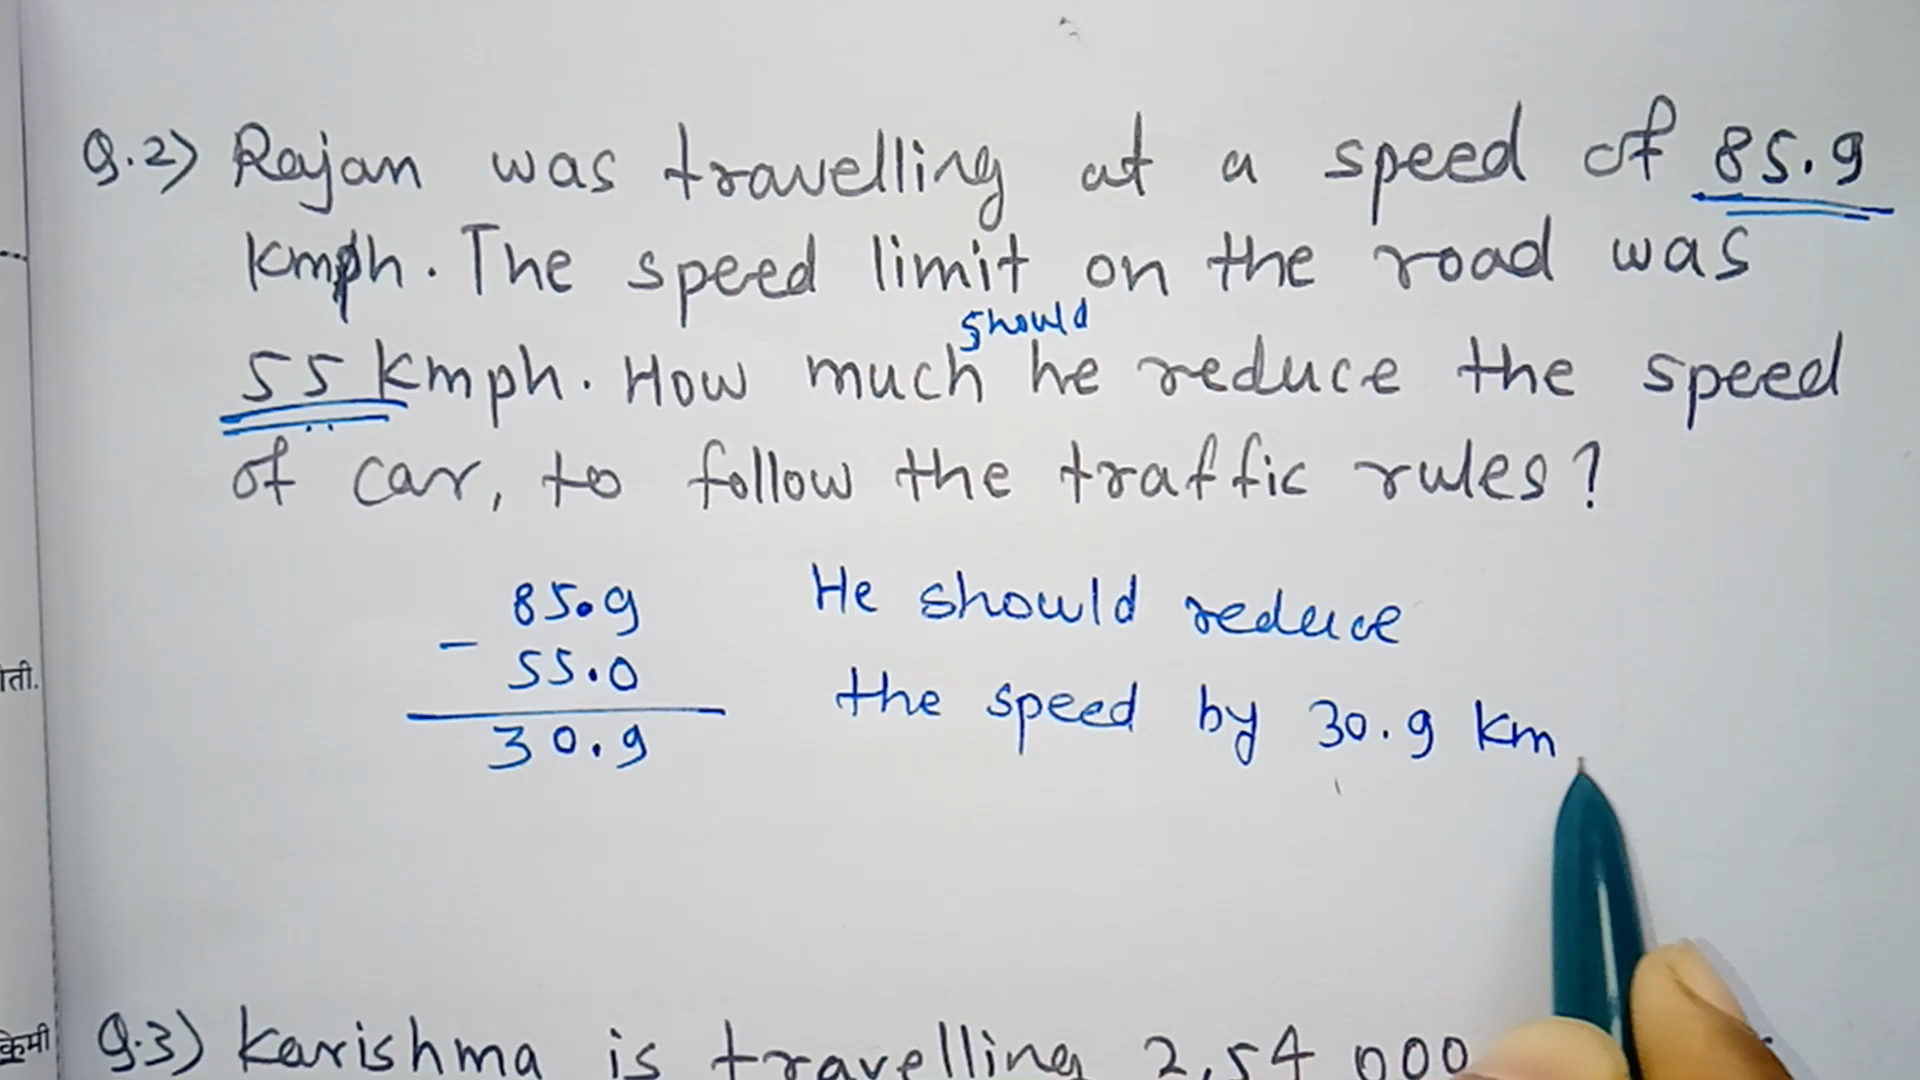 Q.2) Rajan was travelling at a speed of 85.9
kmph. The speed limit on the road was
should
55 kmph. How much he reduce the speed
of car, to follow the traffic rules?
85.9
- 55.0
30.9
He should reduce
the speed by 30.9 km
Q.3) Karishma is travelling 2,54 000
किमी